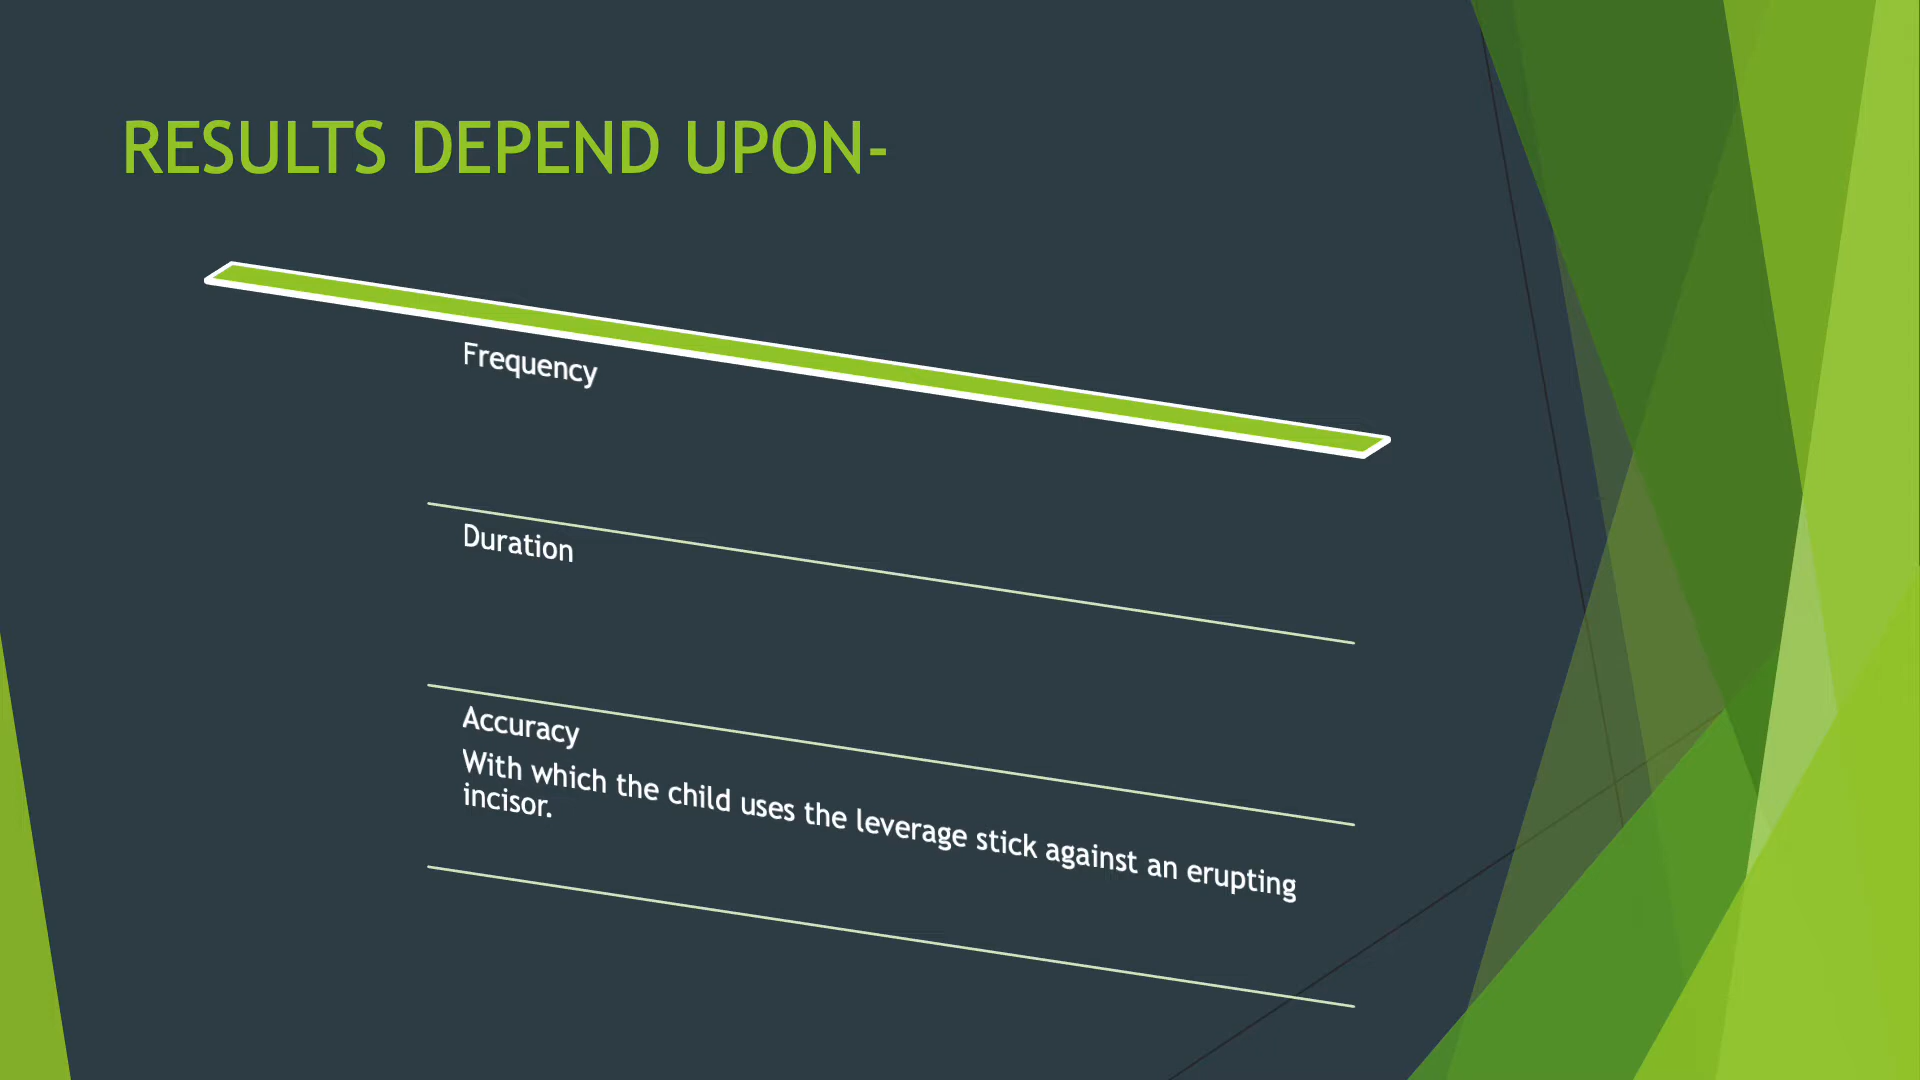 RESULTS DEPEND UPON-
Frequency
Duration
Accuracy
With which the child uses the leverage stick against an erupting
incisor.